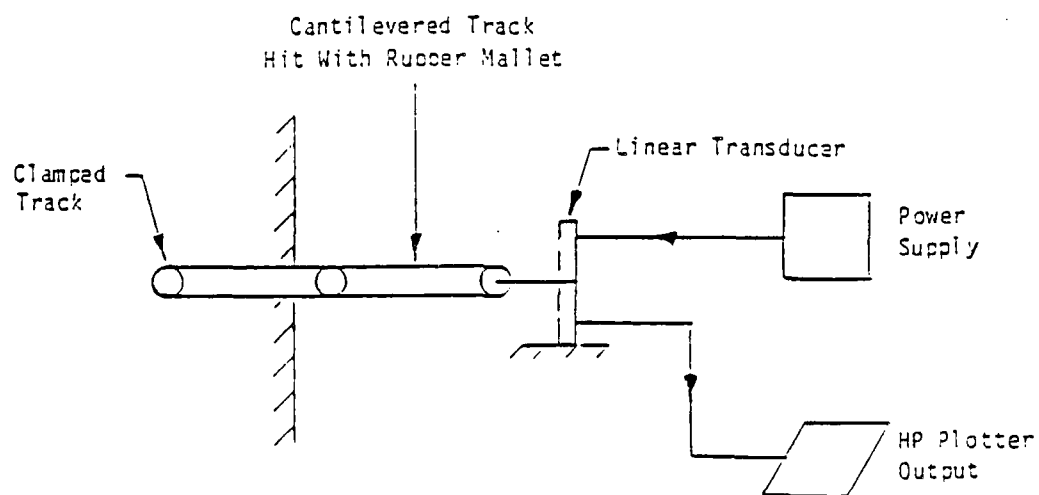 Cantilevered Track
Hit With Rubber Mallet
Linear Transducer
Clamped
Track
Power
Supply
HP Plotter
Output